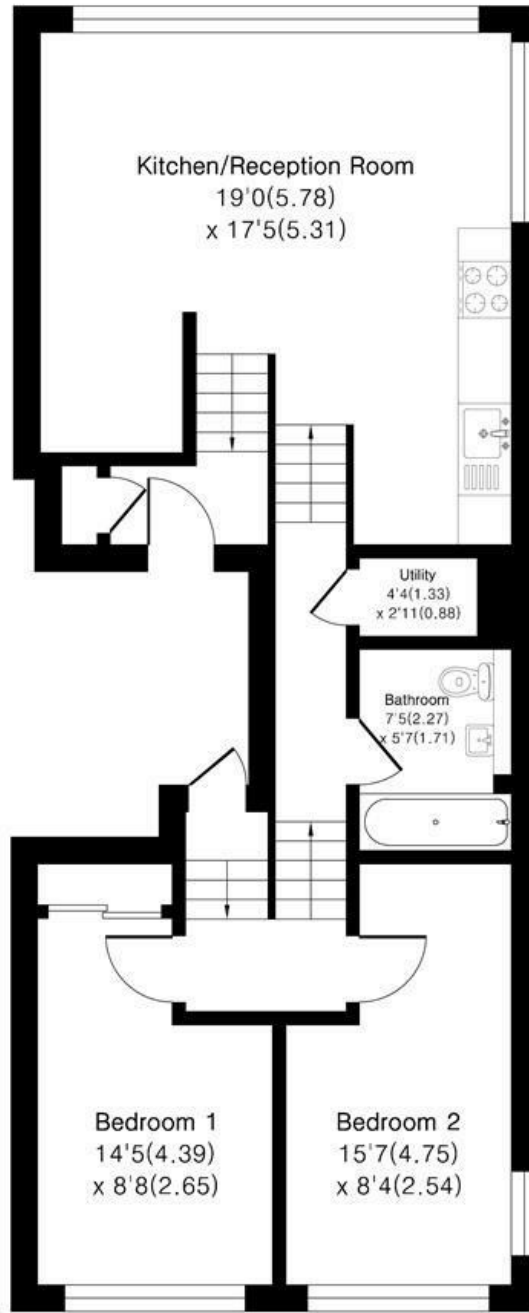 Kitchen/Reception Room
19'0(5.78)
x 17'5(5.31)
Utility
4'4(1.33)
x 2'11(0.88)
Bathroom
7'5(2.27)
x 5'7(1.71)
Bedroom 1
14'5(4.39)
x 8'8(2.65)
Bedroom 2
15'7(4.75)
x 8'4(2.54)